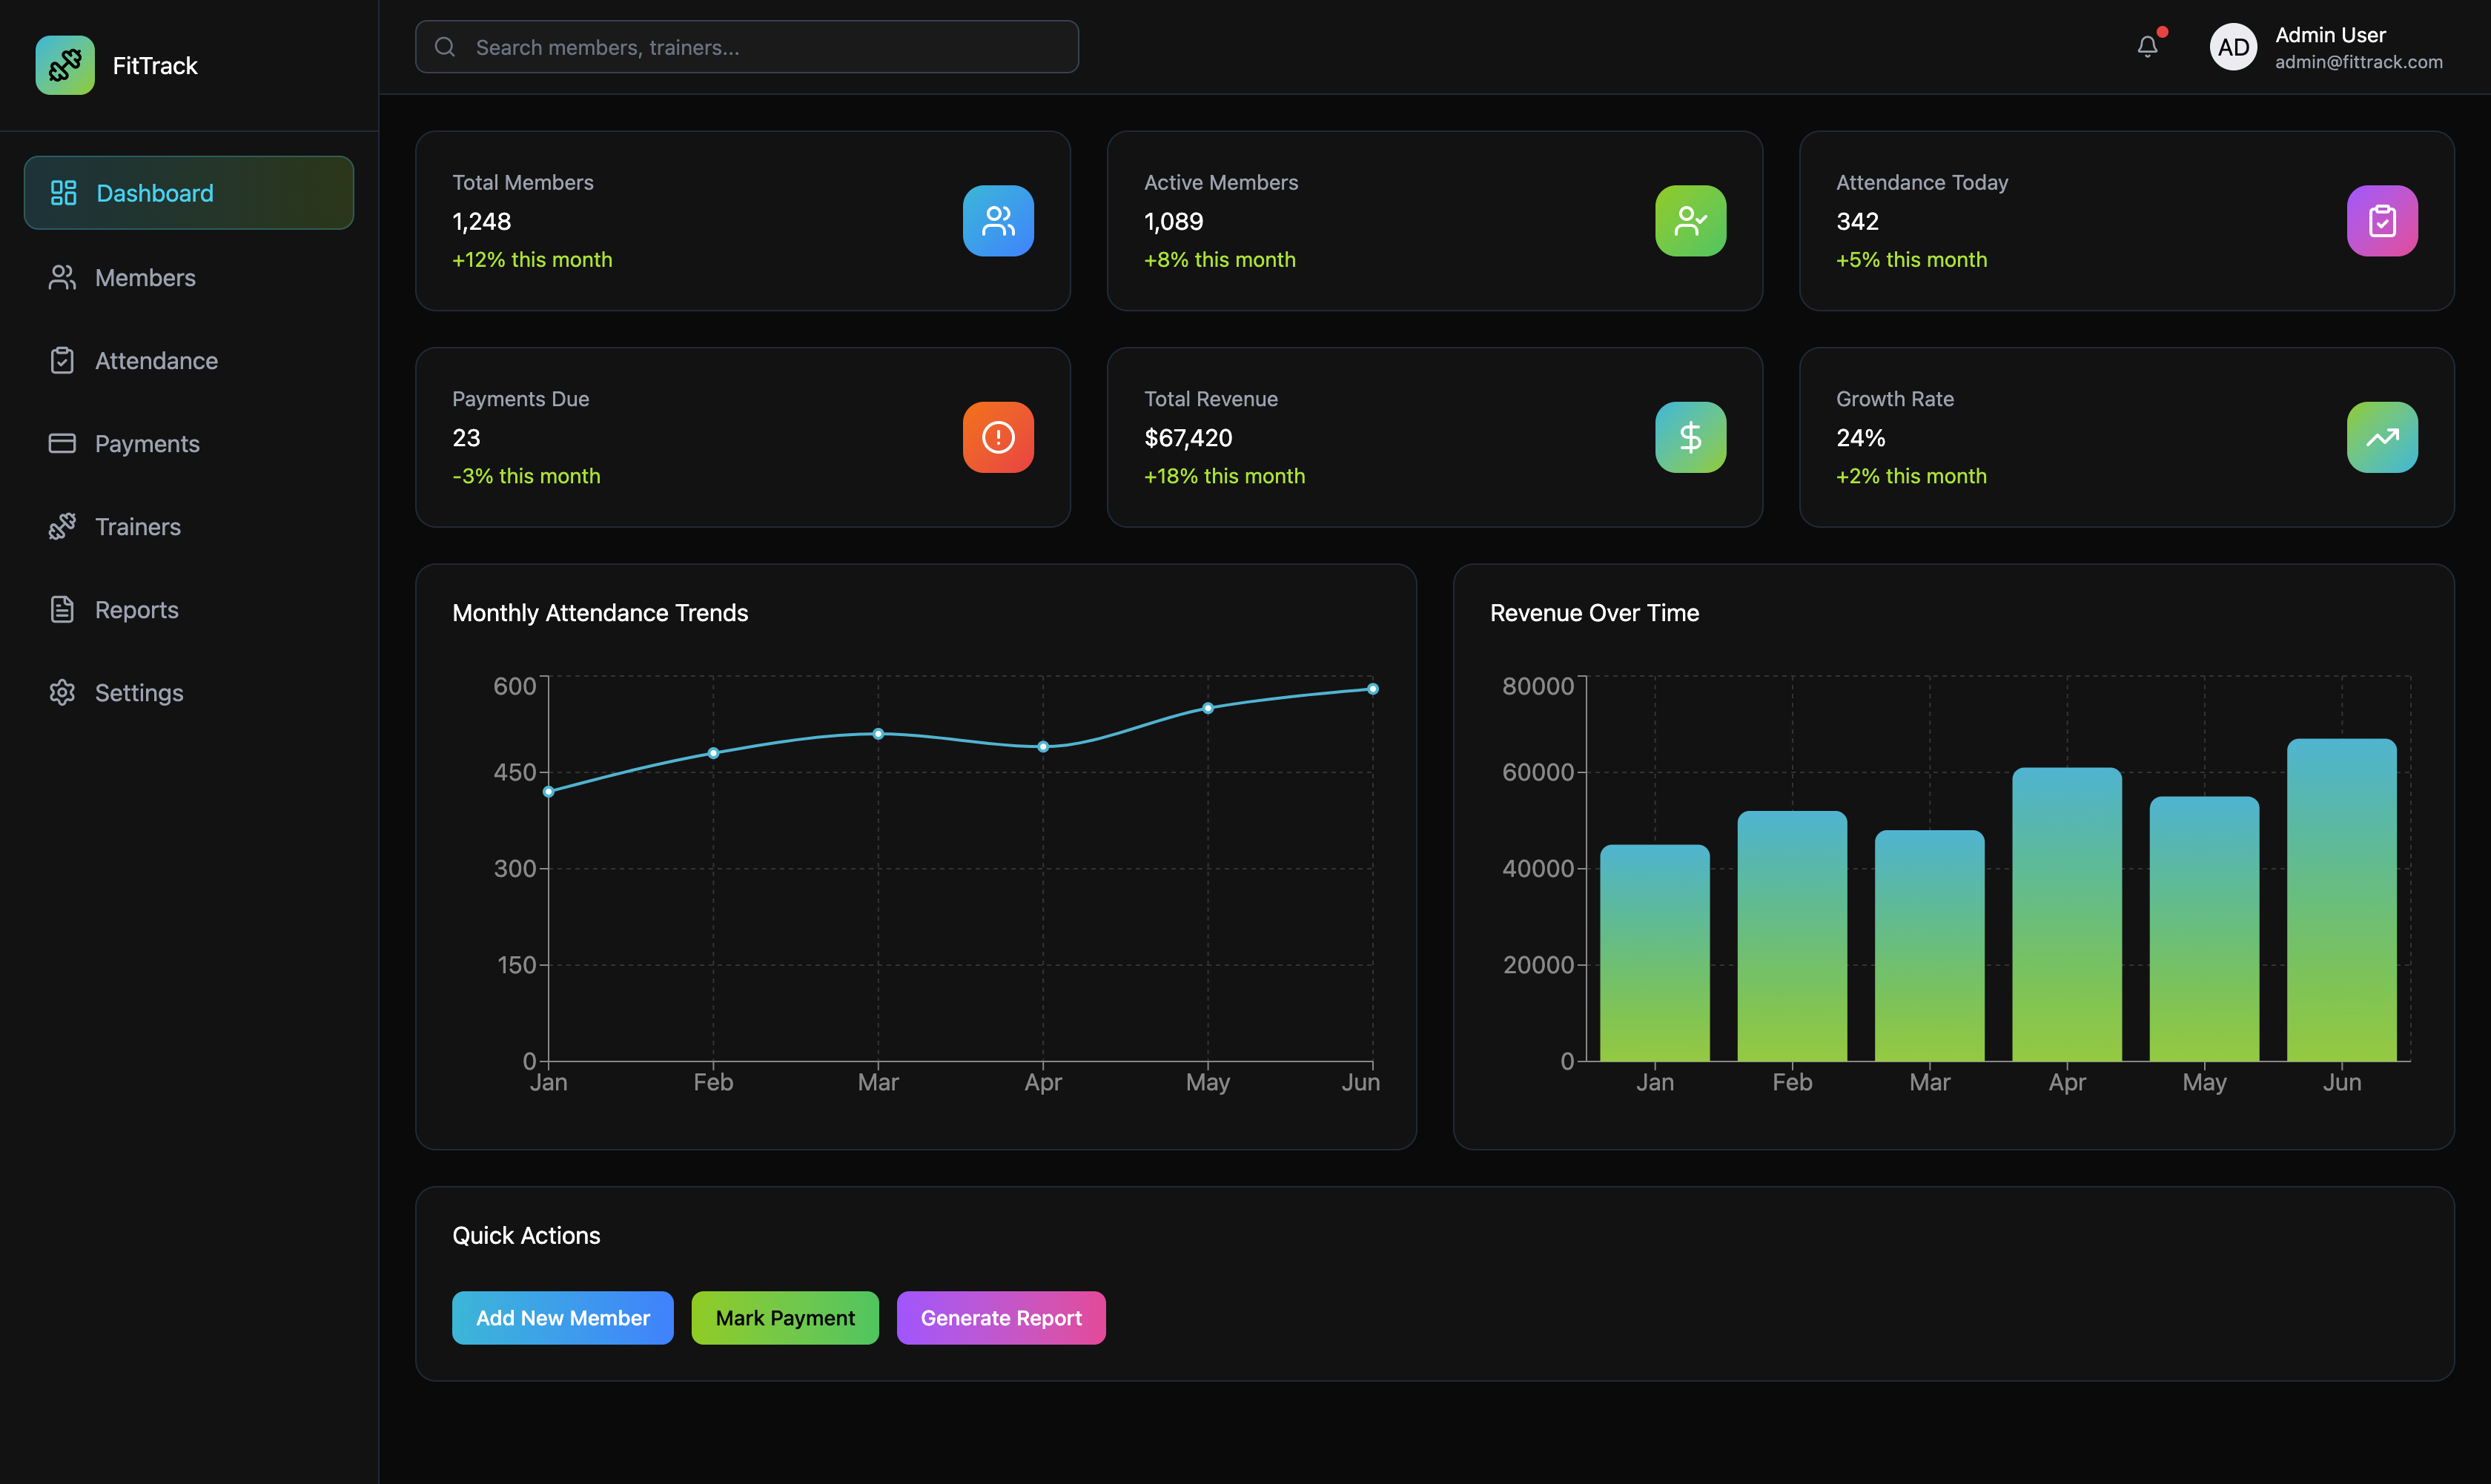 FitTrack
Search members, trainers...
AD
Admin User
admin@fittrack.com
Dashboard
Members
Attendance
Payments
Trainers
Reports
Settings
Total Members
1,248
+12% this month
Active Members
1,089
+8% this month
Attendance Today
342
+5% this month
Payments Due
23
-3% this month
Total Revenue
$67,420
+18% this month
Growth Rate
24%
+2% this month
Monthly Attendance Trends
600
450
300
150
0
Jan Feb Mar Apr May Jun
Revenue Over Time
80000
60000
40000
20000
0
Jan Feb Mar Apr May Jun
Quick Actions
Add New Member
Mark Payment
Generate Report